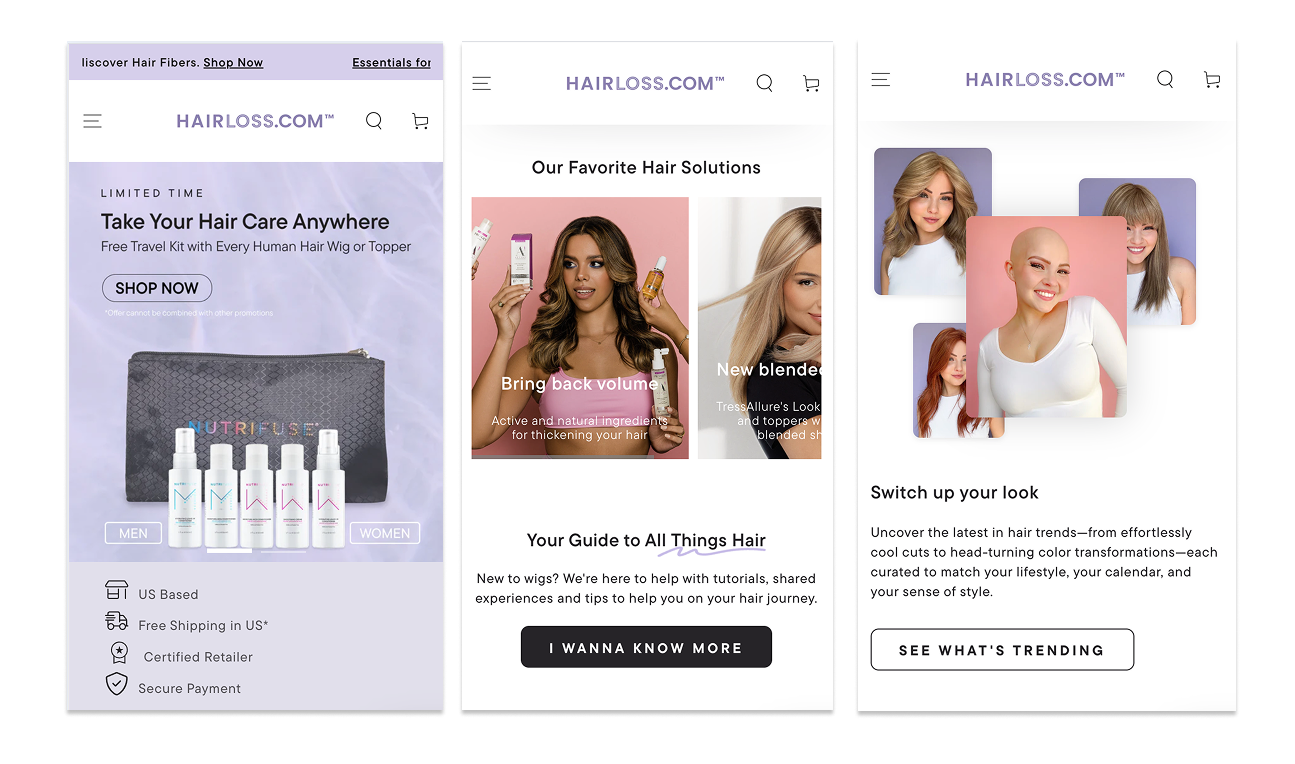 liscover Hair Fibers. Shop Now
Essentials for
HAIRLOSS.COM™
LIMITED TIME
Take Your Hair Care Anywhere
Free Travel Kit with Every Human Hair Wig or Topper
SHOP NOW
*Offer cannot be combined with other promotions
NUTRIFUSE
MEN
WOMEN
US Based
Free Shipping in US*
Certified Retailer
Secure Payment
HAIRLOSS.COM™
Our Favorite Hair Solutions
Bring back volume
Active and natural ingredients
for thickening your hair
New blended
TressAllure's Look
and toppers w
blended sh
Your Guide to All Things Hair
New to wigs? We're here to help with tutorials, shared
experiences and tips to help you on your hair journey.
I WANNA KNOW MORE
HAIRLOSS.COM™
Switch up your look
Uncover the latest in hair trends—from effortlessly
cool cuts to head-turning color transformations—each
curated to match your lifestyle, your calendar, and
your sense of style.
SEE WHAT'S TRENDING